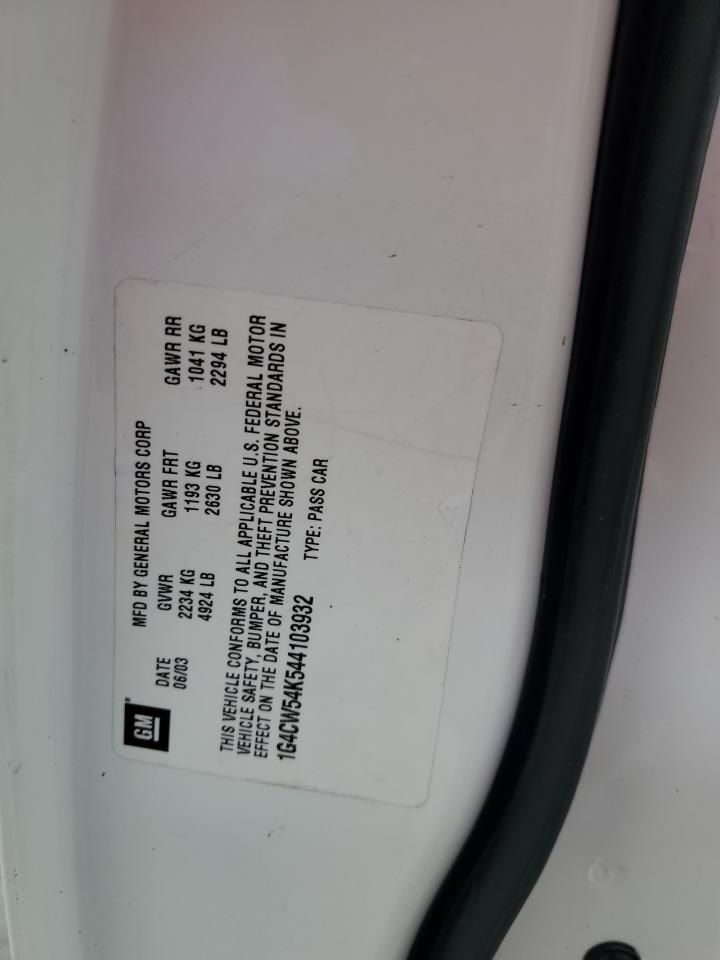 GM
MFD BY GENERAL MOTORS CORP
DATE GVWR GAWR FRT GAWR RR
06/03 2234 KG 1193 KG 1041 KG
4924 LB 2630 LB 2294 LB
THIS VEHICLE CONFORMS TO ALL APPLICABLE U.S. FEDERAL MOTOR
VEHICLE SAFETY, BUMPER, AND THEFT PREVENTION STANDARDS IN
EFFECT ON THE DATE OF MANUFACTURE SHOWN ABOVE.
1G4CW54K544103932 TYPE: PASS CAR